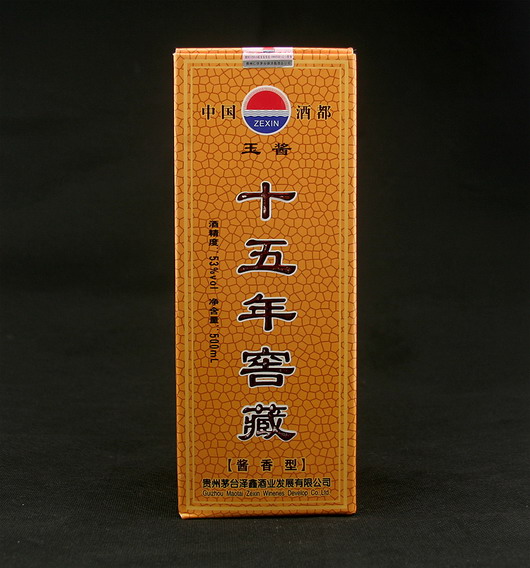 中国 酒都
ZEXIN
玉酱
十五年窖藏
酒精度：53%vol 净含量：500mL
【酱香型】
贵州茅台泽鑫酒业发展有限公司
Guizhou Maotai Zexin Wineries Develop Co.,Ltd